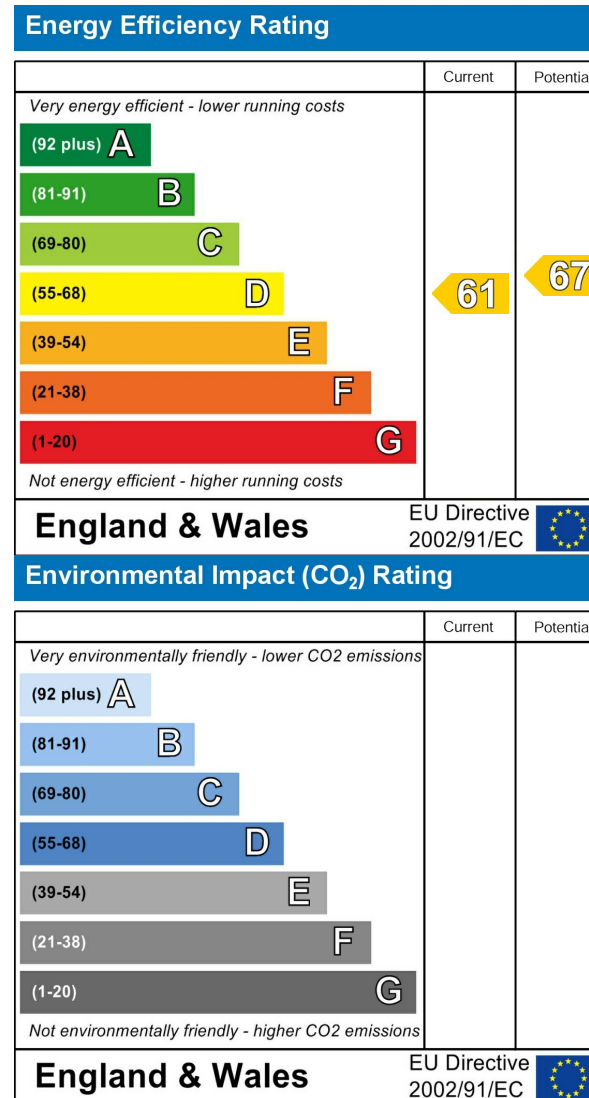 Energy Efficiency Rating
Current Potentia
Very energy efficient - lower running costs
(92 plus) A
(81-91) B
(69-80) C
(55-68) D
61 67
(39-54) E
(21-38) F
(1-20) G
Not energy efficient - higher running costs
England & Wales
EU Directive
2002/91/EC
Environmental Impact (CO₂) Rating
Current Potentia
Very environmentally friendly - lower CO2 emissions
(92 plus) A
(81-91) B
(69-80) C
(55-68) D
(39-54) E
(21-38) F
(1-20) G
Not environmentally friendly - higher CO2 emissions
England & Wales
EU Directive
2002/91/EC